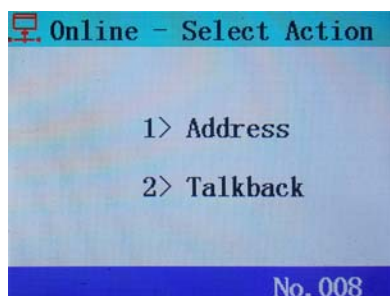 Online - Select Action
1> Address
2> Talkback
No. 008